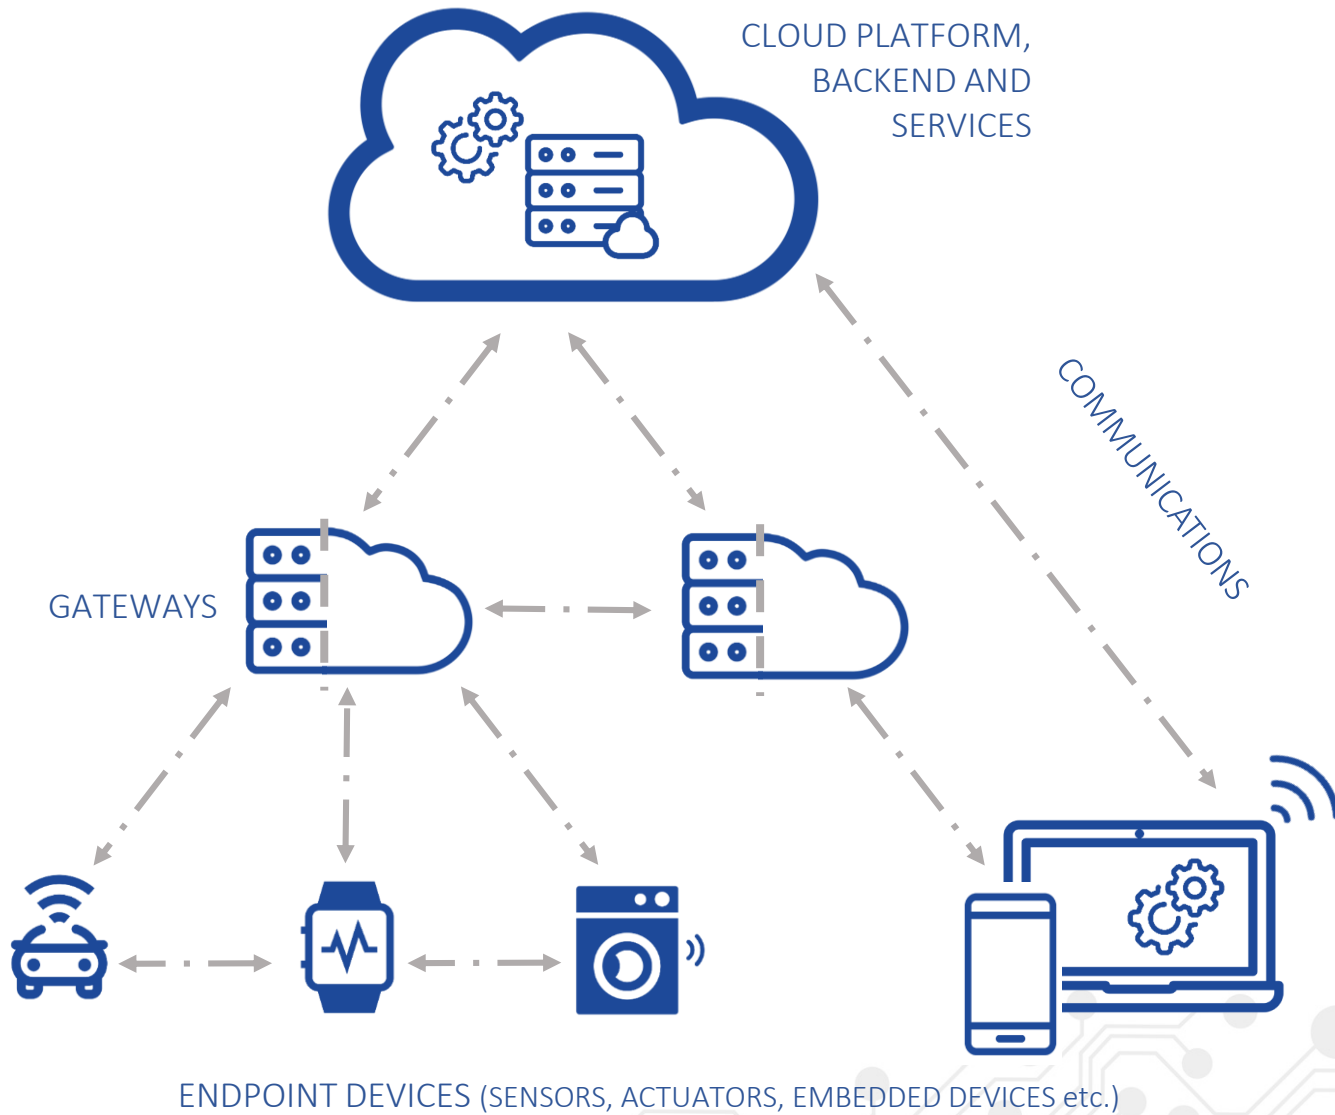 CLOUD PLATFORM,
BACKEND AND
SERVICES
COMMUNICATIONS
GATEWAYS
ENDPOINT DEVICES (SENSORS, ACTUATORS, EMBEDDED DEVICES etc.)